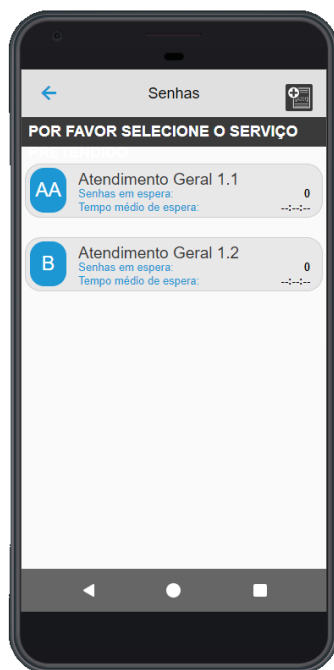 Senhas
POR FAVOR SELECIONE O SERVIÇO
PRETENDIDO
AA
Atendimento Geral 1.1
Senhas em espera: 0
Tempo médio de espera: --:--:--
B
Atendimento Geral 1.2
Senhas em espera: 0
Tempo médio de espera: --:--:--